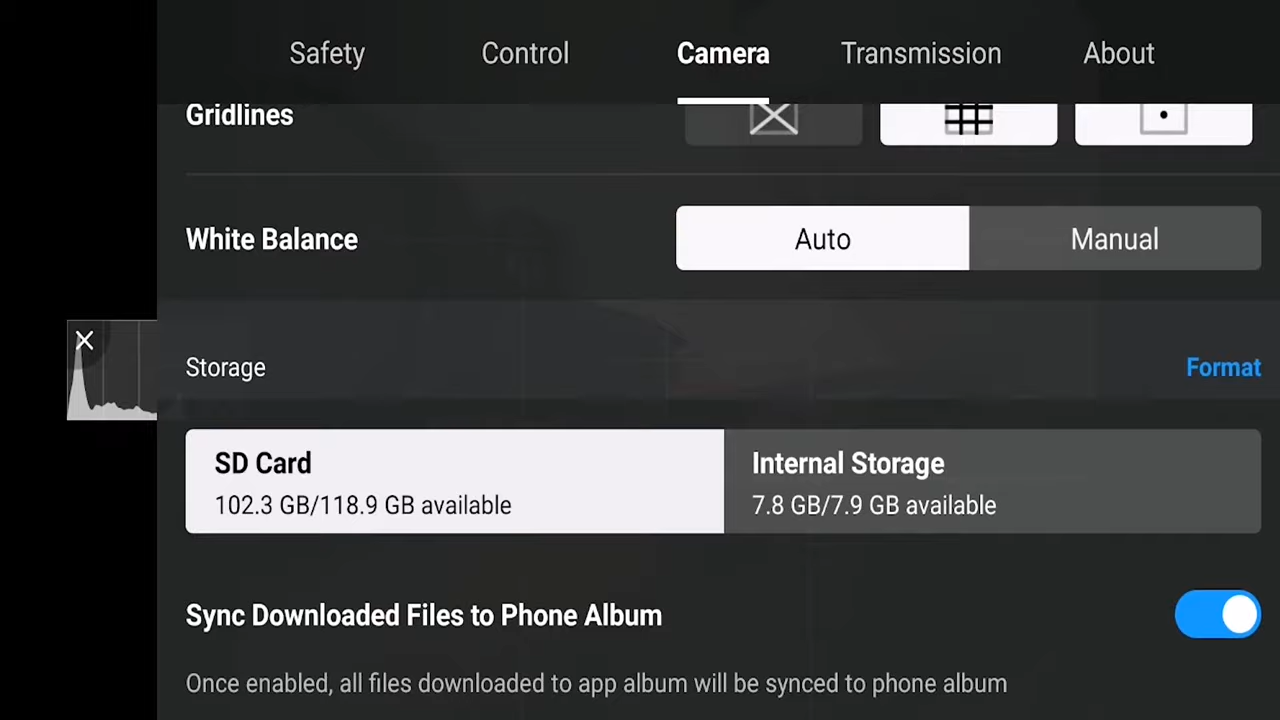 Safety Control Camera Transmission About
Gridlines
White Balance Auto Manual
Storage Format
SD Card Internal Storage
102.3 GB/118.9 GB available 7.8 GB/7.9 GB available
Sync Downloaded Files to Phone Album
Once enabled, all files downloaded to app album will be synced to phone album